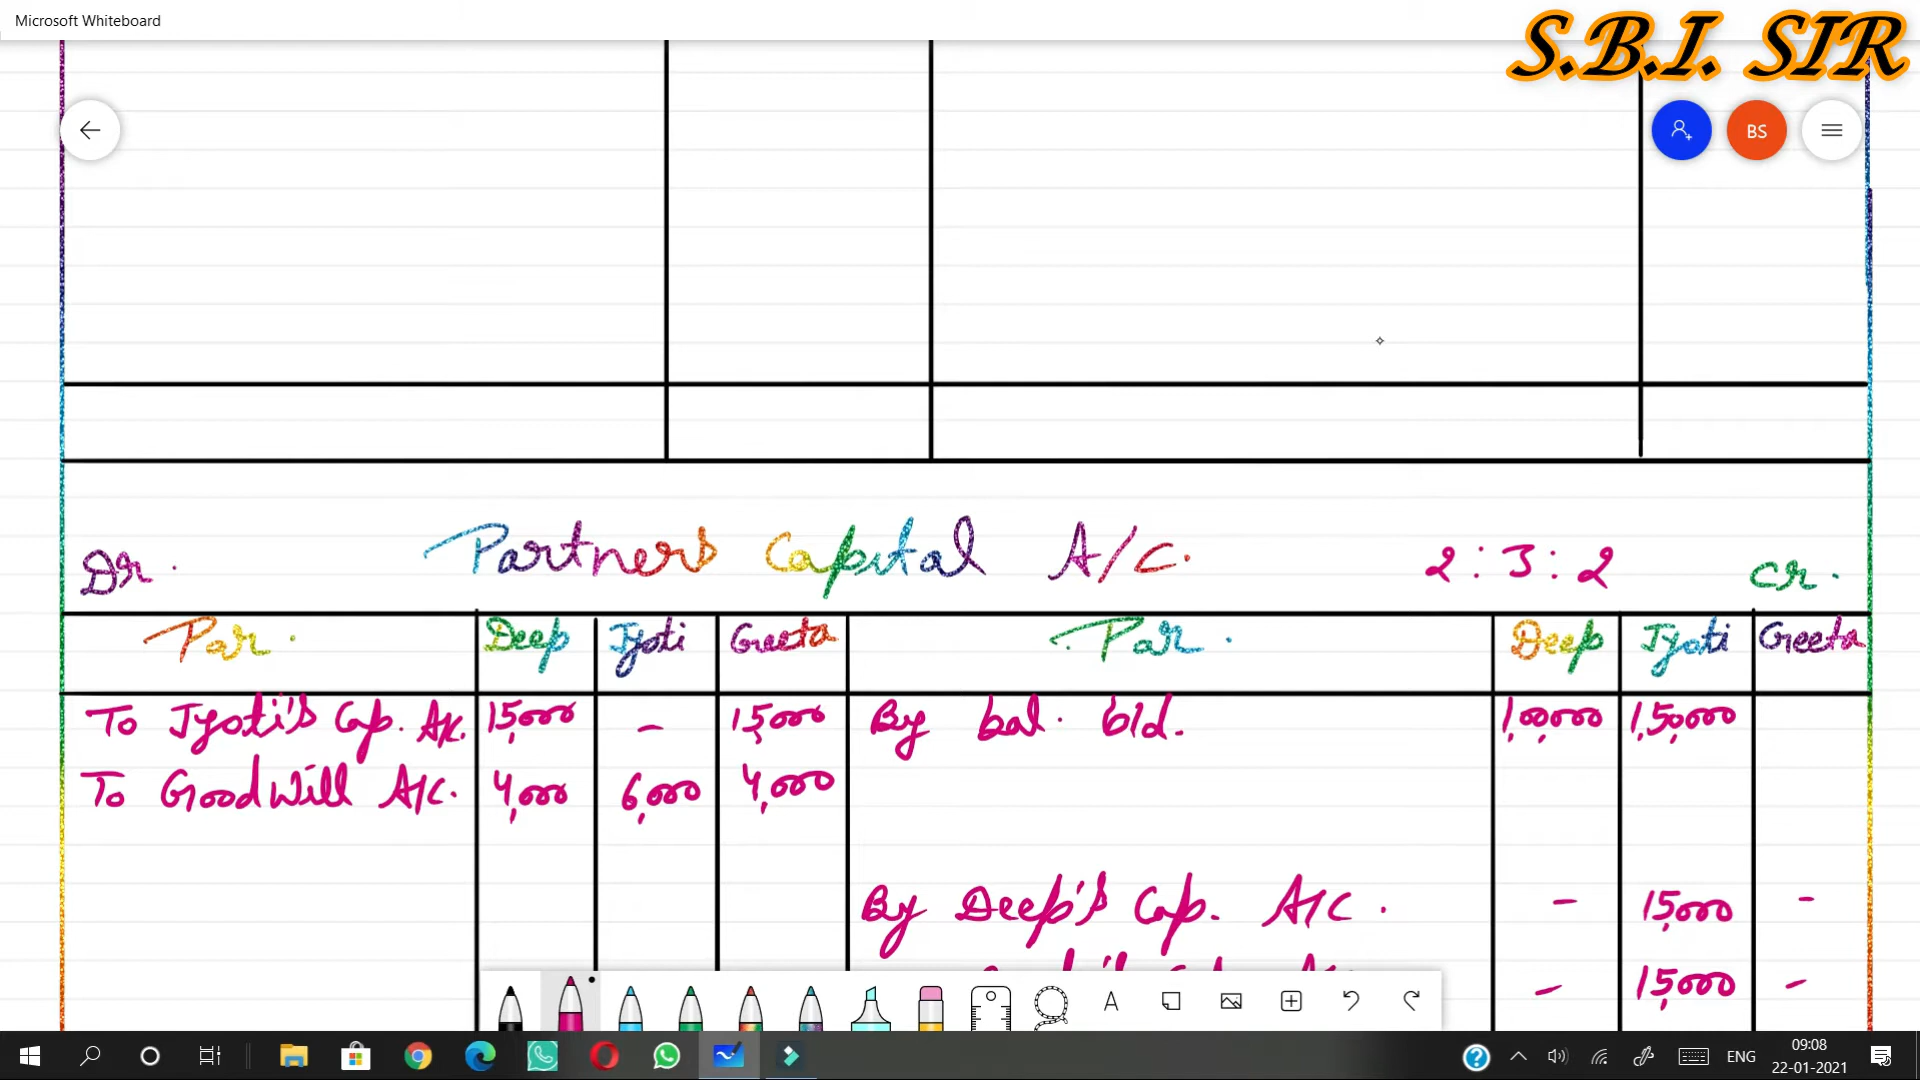 Microsoft Whiteboard
S.B.I. SIR
BS
Dr. Partners Capital A/C. 2:3:2 Cr.
Par. Deep Jyoti Geeta Par. Deep Jyoti Geeta
To Jyoti's Cap. A/c. 15,000 - 15,000 By bal. b/d. 1,00,000 1,50,000
To GoodWill A/C. 4,000 6,000 4,000
By Deep's Cap. A/C. - 15,000 -
- 15,000 -
A
ENG
09:08
22-01-2021